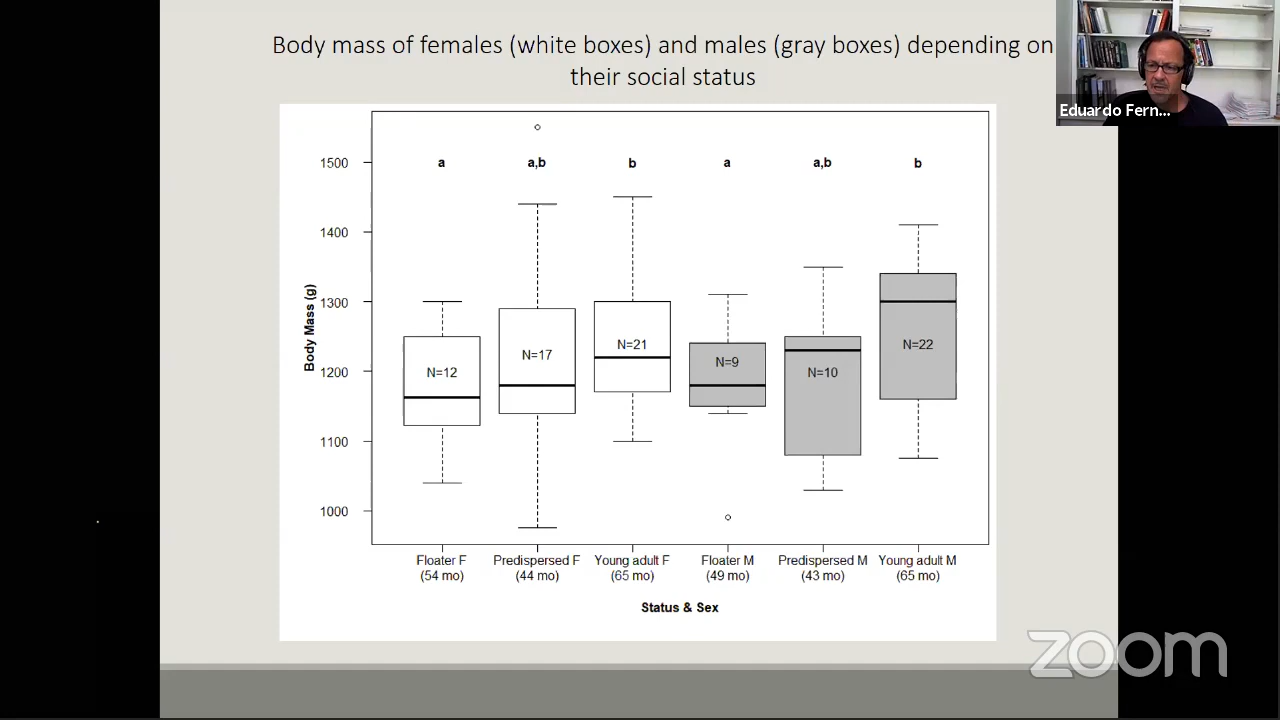 Body mass of females (white boxes) and males (gray boxes) depending on
their social status
Eduardo Fern...
1500
1400
1300
1200
1100
1000
Body Mass (g)
a
a,b
b
a
a,b
b
N=12
N=17
N=21
N=9
N=10
N=22
Floater F
(54 mo)
Predispersed F
(44 mo)
Young adult F
(65 mo)
Floater M
(49 mo)
Predispersed M
(43 mo)
Young adult M
(65 mo)
Status & Sex
zoom